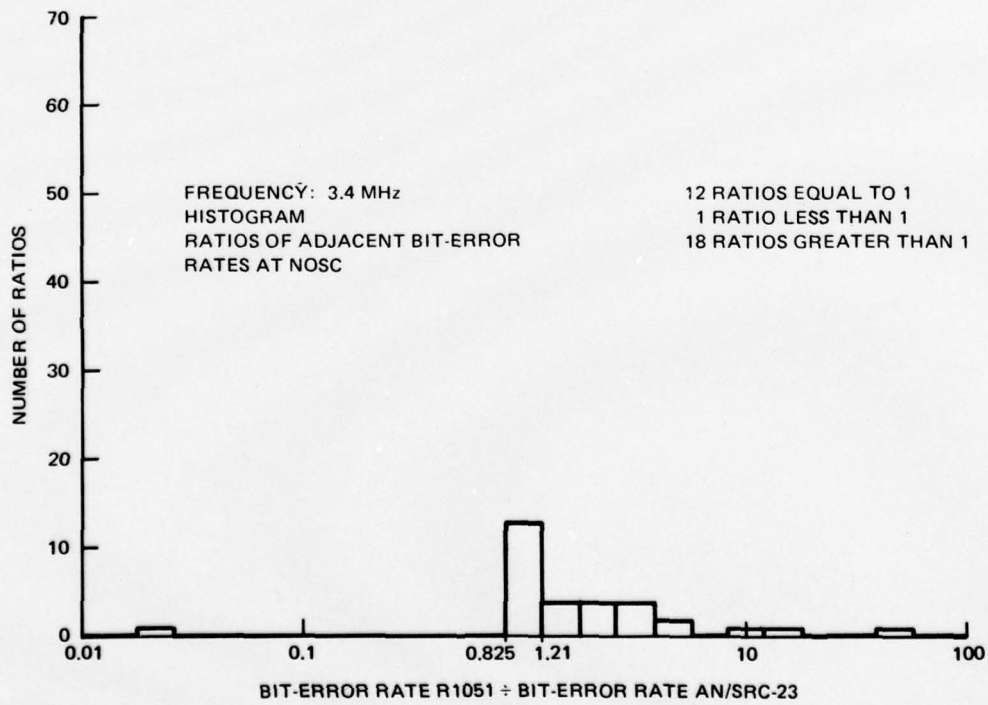 70
60
50
40
30
20
10
0
NUMBER OF RATIOS
FREQUENCY: 3.4 MHz
HISTOGRAM
RATIOS OF ADJACENT BIT-ERROR
RATES AT NOSC
12 RATIOS EQUAL TO 1
1 RATIO LESS THAN 1
18 RATIOS GREATER THAN 1
0.01 0.1 0.825 1.21 10 100
BIT-ERROR RATE R1051 ÷ BIT-ERROR RATE AN/SRC-23